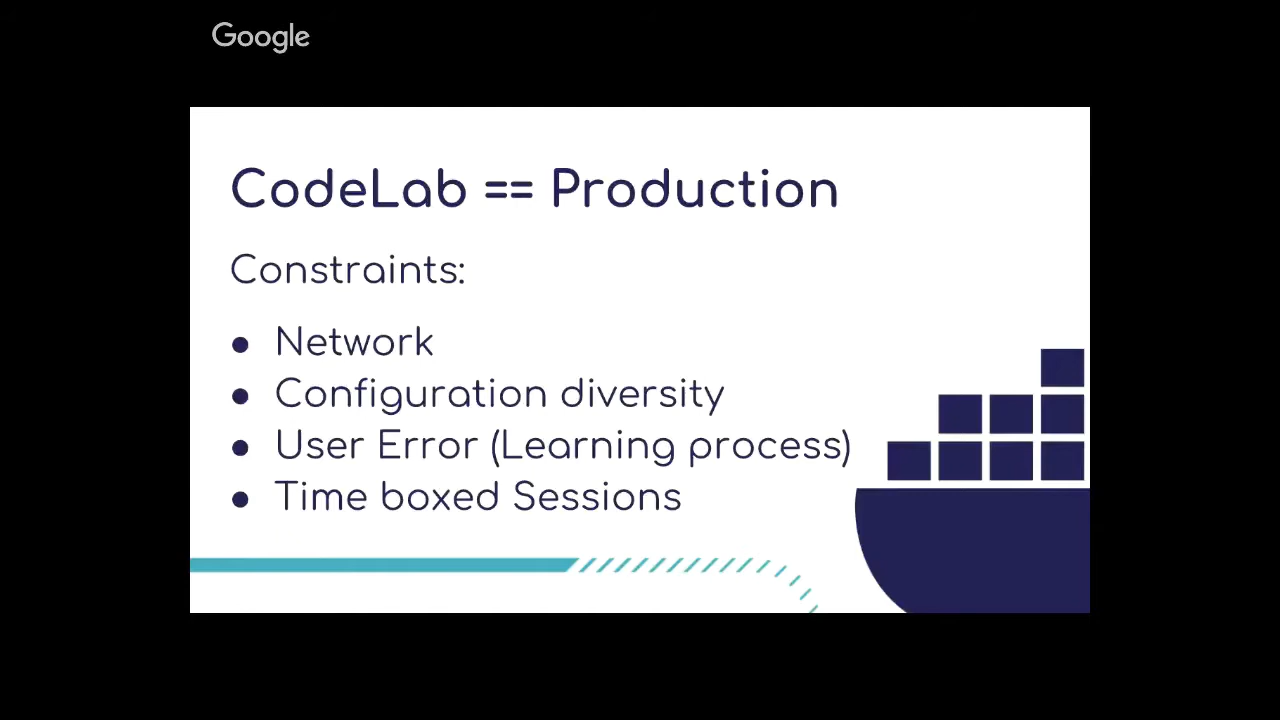 Google
CodeLab == Production
Constraints:
● Network
● Configuration diversity
● User Error (Learning process)
● Time boxed Sessions